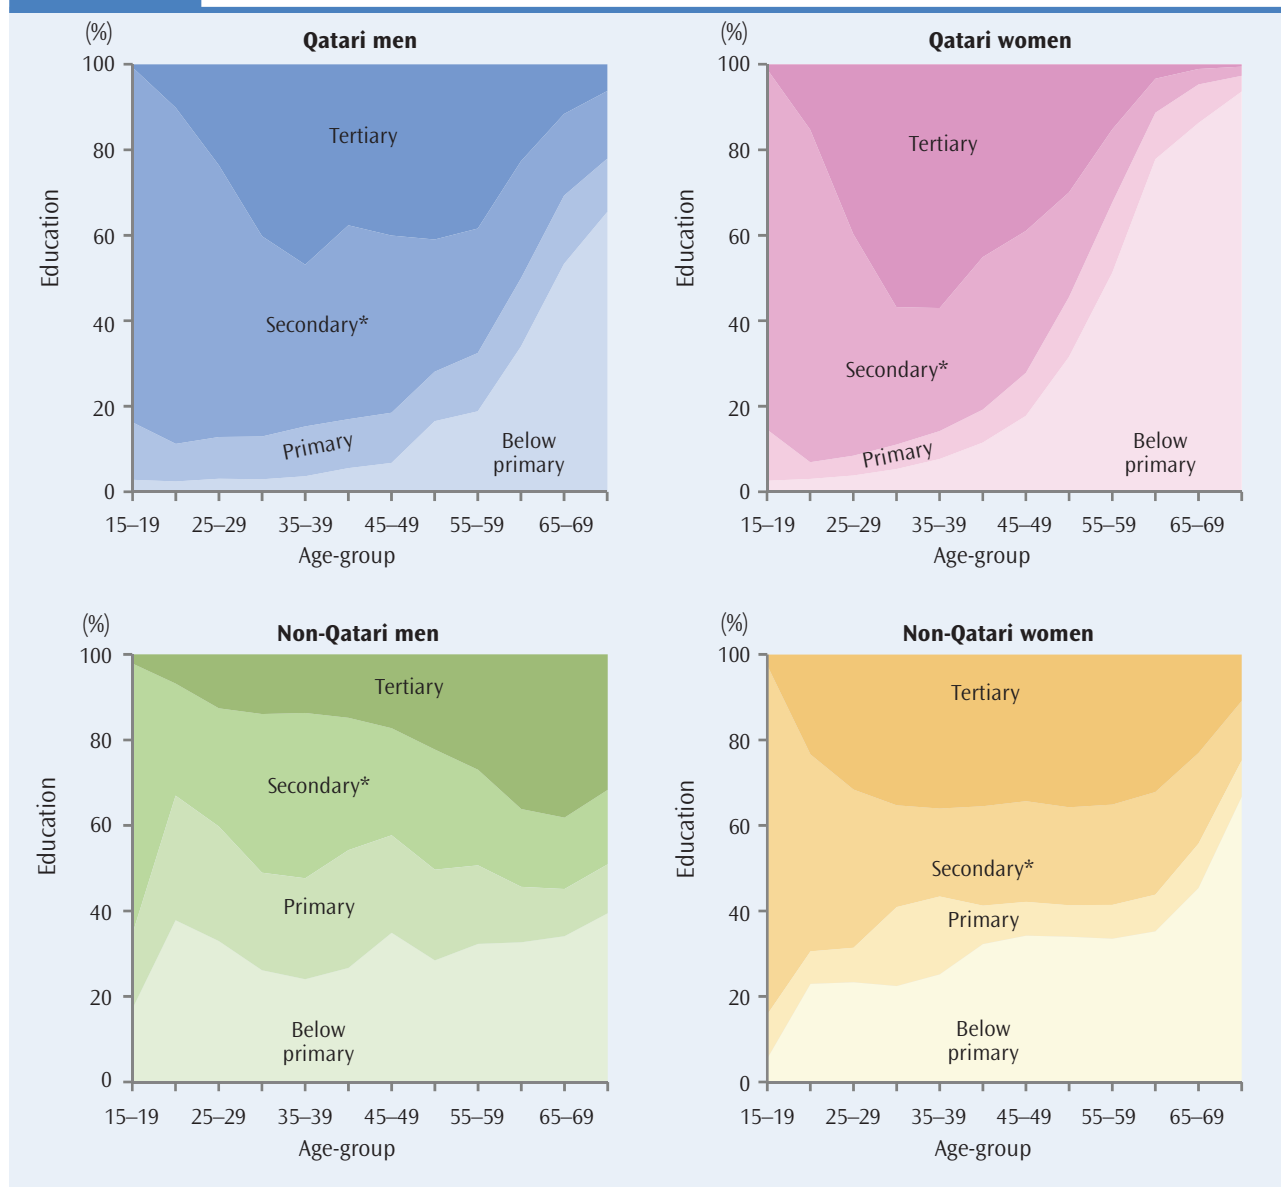 (%)
Qatari men
100
80
60
40
20
0
Education
Tertiary
Secondary*
Primary
Below
primary
15–19 25–29 35–39 45–49 55–59 65–69
Age-group
(%)
Qatari women
100
80
60
40
20
0
Education
Tertiary
Secondary*
Primary
Below
primary
15–19 25–29 35–39 45–49 55–59 65–69
Age-group
(%)
Non-Qatari men
100
80
60
40
20
0
Education
Tertiary
Secondary*
Primary
Below
primary
15–19 25–29 35–39 45–49 55–59 65–69
Age-group
(%)
Non-Qatari women
100
80
60
40
20
0
Education
Tertiary
Secondary*
Primary
Below
primary
15–19 25–29 35–39 45–49 55–59 65–69
Age-group